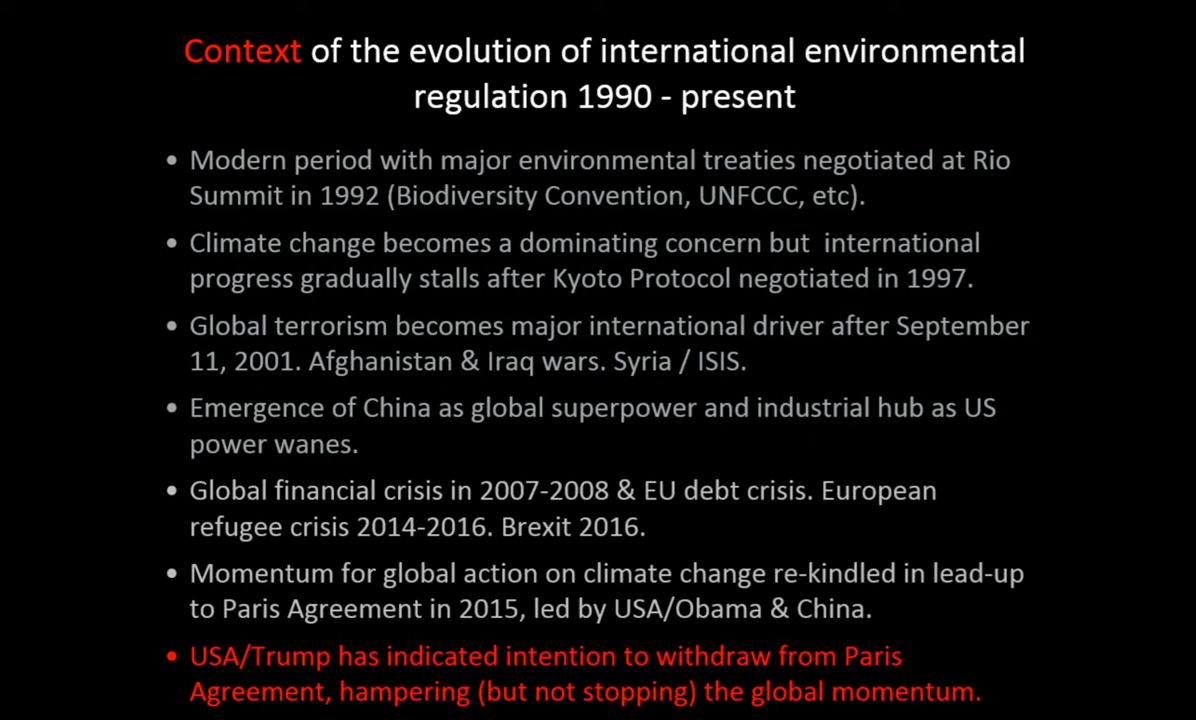 Context of the evolution of international environmental
regulation 1990 - present
• Modern period with major environmental treaties negotiated at Rio
Summit in 1992 (Biodiversity Convention, UNFCCC, etc).
• Climate change becomes a dominating concern but  international
progress gradually stalls after Kyoto Protocol negotiated in 1997.
• Global terrorism becomes major international driver after September
11, 2001. Afghanistan & Iraq wars. Syria / ISIS.
• Emergence of China as global superpower and industrial hub as US
power wanes.
• Global financial crisis in 2007-2008 & EU debt crisis. European
refugee crisis 2014-2016. Brexit 2016.
• Momentum for global action on climate change re-kindled in lead-up
to Paris Agreement in 2015, led by USA/Obama & China.
• USA/Trump has indicated intention to withdraw from Paris
Agreement, hampering (but not stopping) the global momentum.